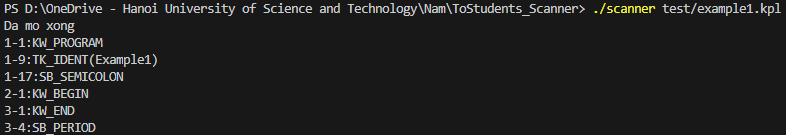 PS D:\OneDrive - Hanoi University of Science and Technology\Nam\ToStudents_Scanner> ./scanner test/example1.kpl
Da mo xong
1-1:KW_PROGRAM
1-9:TK_IDENT(Example1)
1-17:SB_SEMICOLON
2-1:KW_BEGIN
3-1:KW_END
3-4:SB_PERIOD